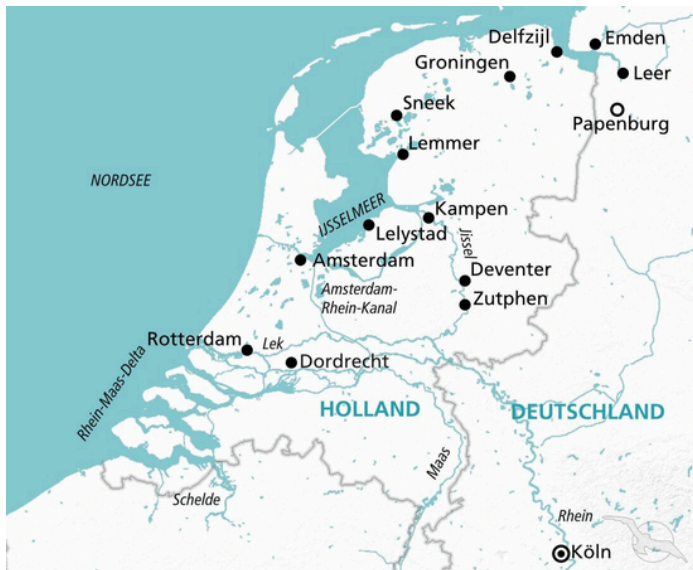 Delfzijl
Emden
Groningen
Leer
Sneek
Papenburg
Lemmer
NORDSEE
IJSSELMEER
Kampen
Lelystad
Jissel
Amsterdam
Deventer
Amsterdam-
Rhein-Kanal
Zutphen
Rotterdam
Lek
Dordrecht
Rhein-Maas-Delta
HOLLAND
DEUTSCHLAND
Maas
Schelde
Rhein
Köln